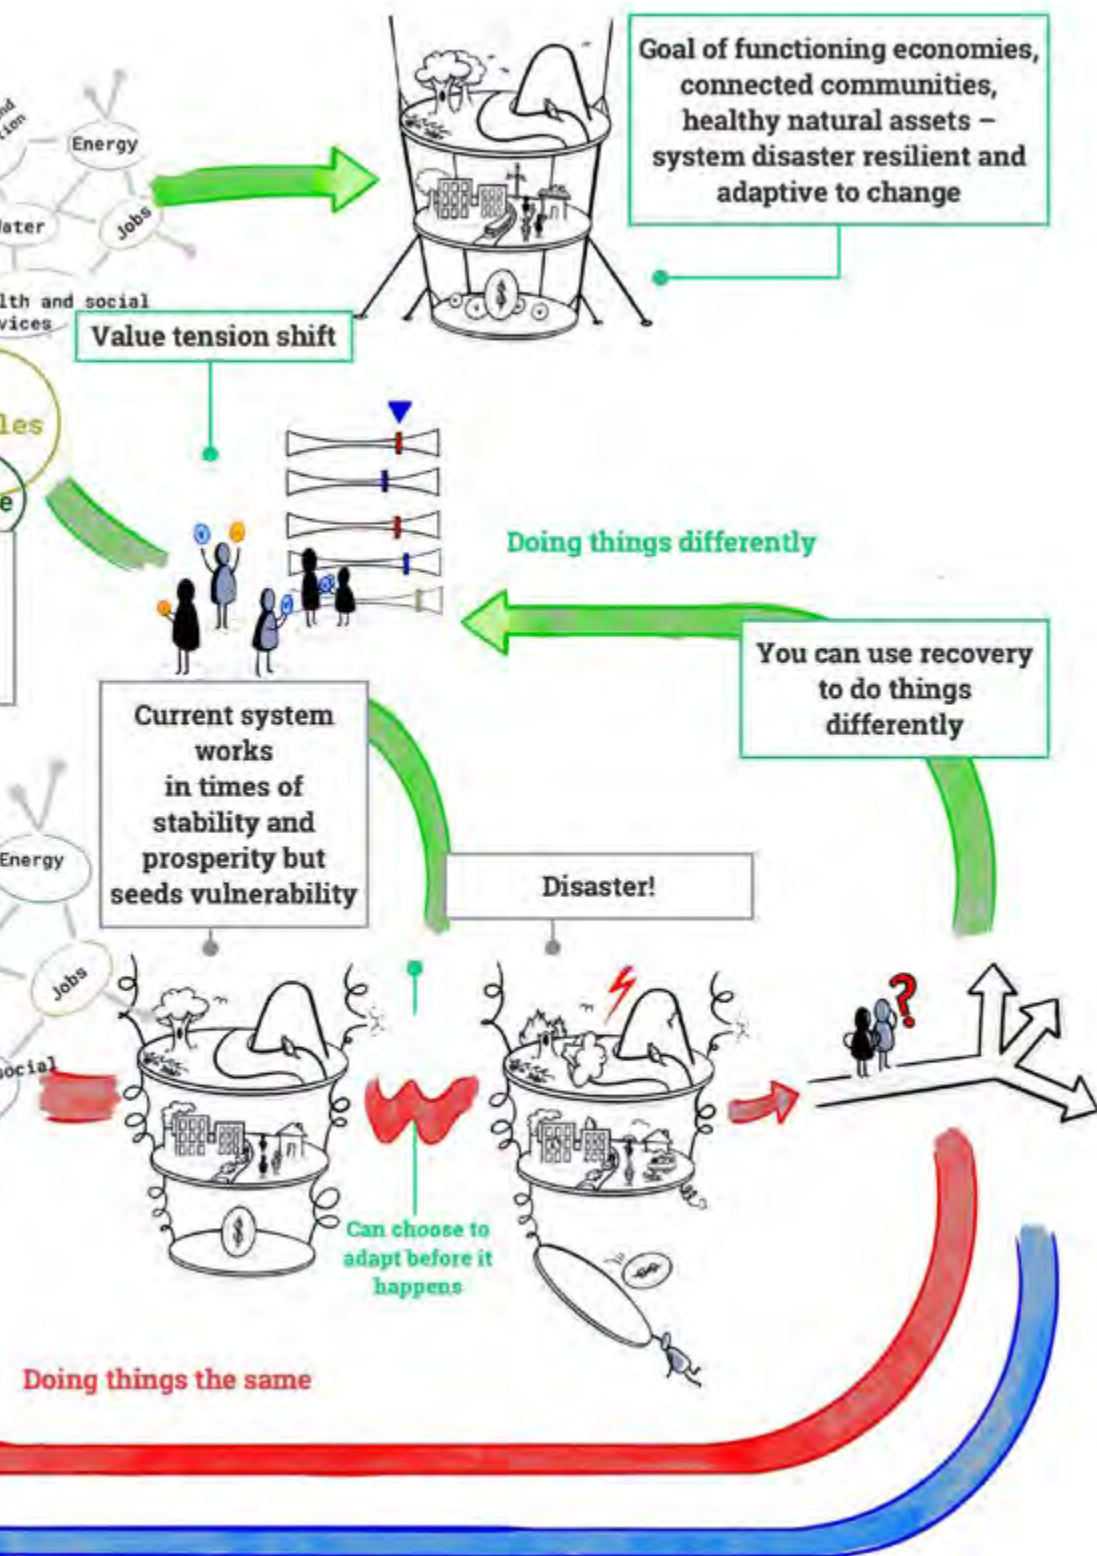 Goal of functioning economies,
connected communities,
healthy natural assets –
system disaster resilient and
adaptive to change
Energy
Jobs
and social
Value tension shift
Doing things differently
You can use recovery
to do things
differently
Current system
works
in times of
stability and
prosperity but
seeds vulnerability
Disaster!
Energy
Jobs
social
?
$
$
Can choose to
adapt before it
happens
Doing things the same